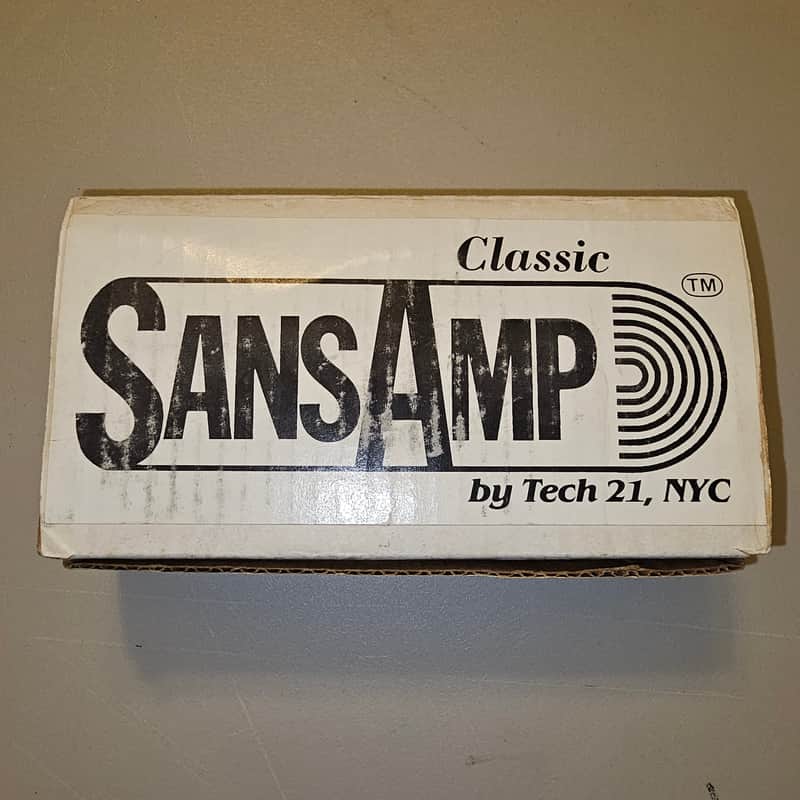 Classic
SANSAMP
TM
by Tech 21, NYC